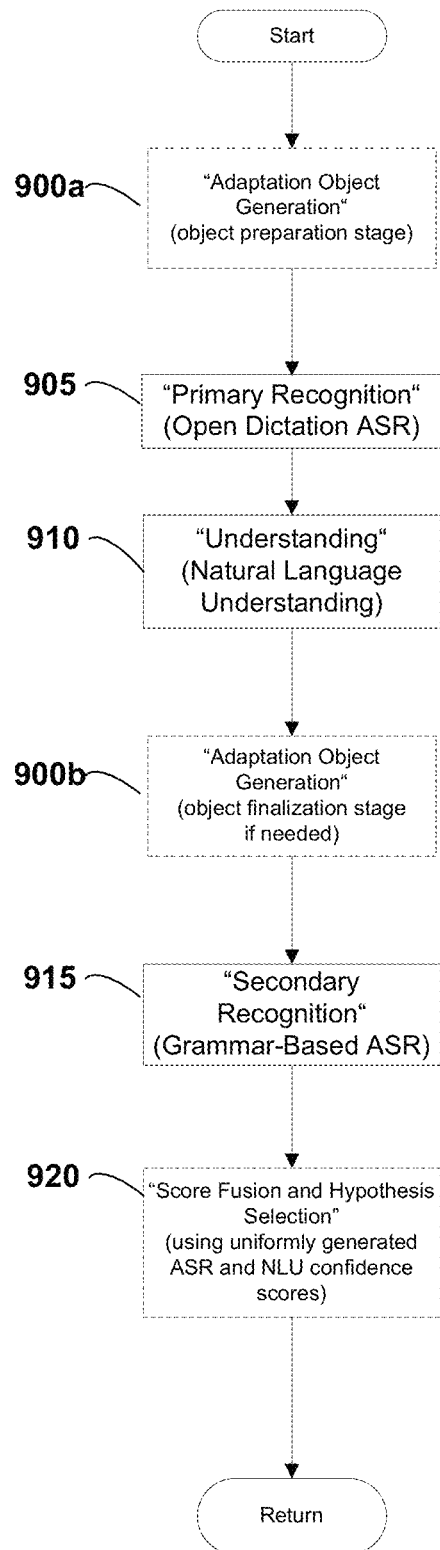 Start
900a
“Adaptation Object
Generation“
(object preparation stage)
905
“Primary Recognition“
(Open Dictation ASR)
910
“Understanding“
(Natural Language
Understanding)
900b
“Adaptation Object
Generation“
(object finalization stage
if needed)
915
“Secondary
Recognition“
(Grammar-Based ASR)
920
“Score Fusion and Hypothesis
Selection”
(using uniformly generated
ASR and NLU confidence
scores)
Return